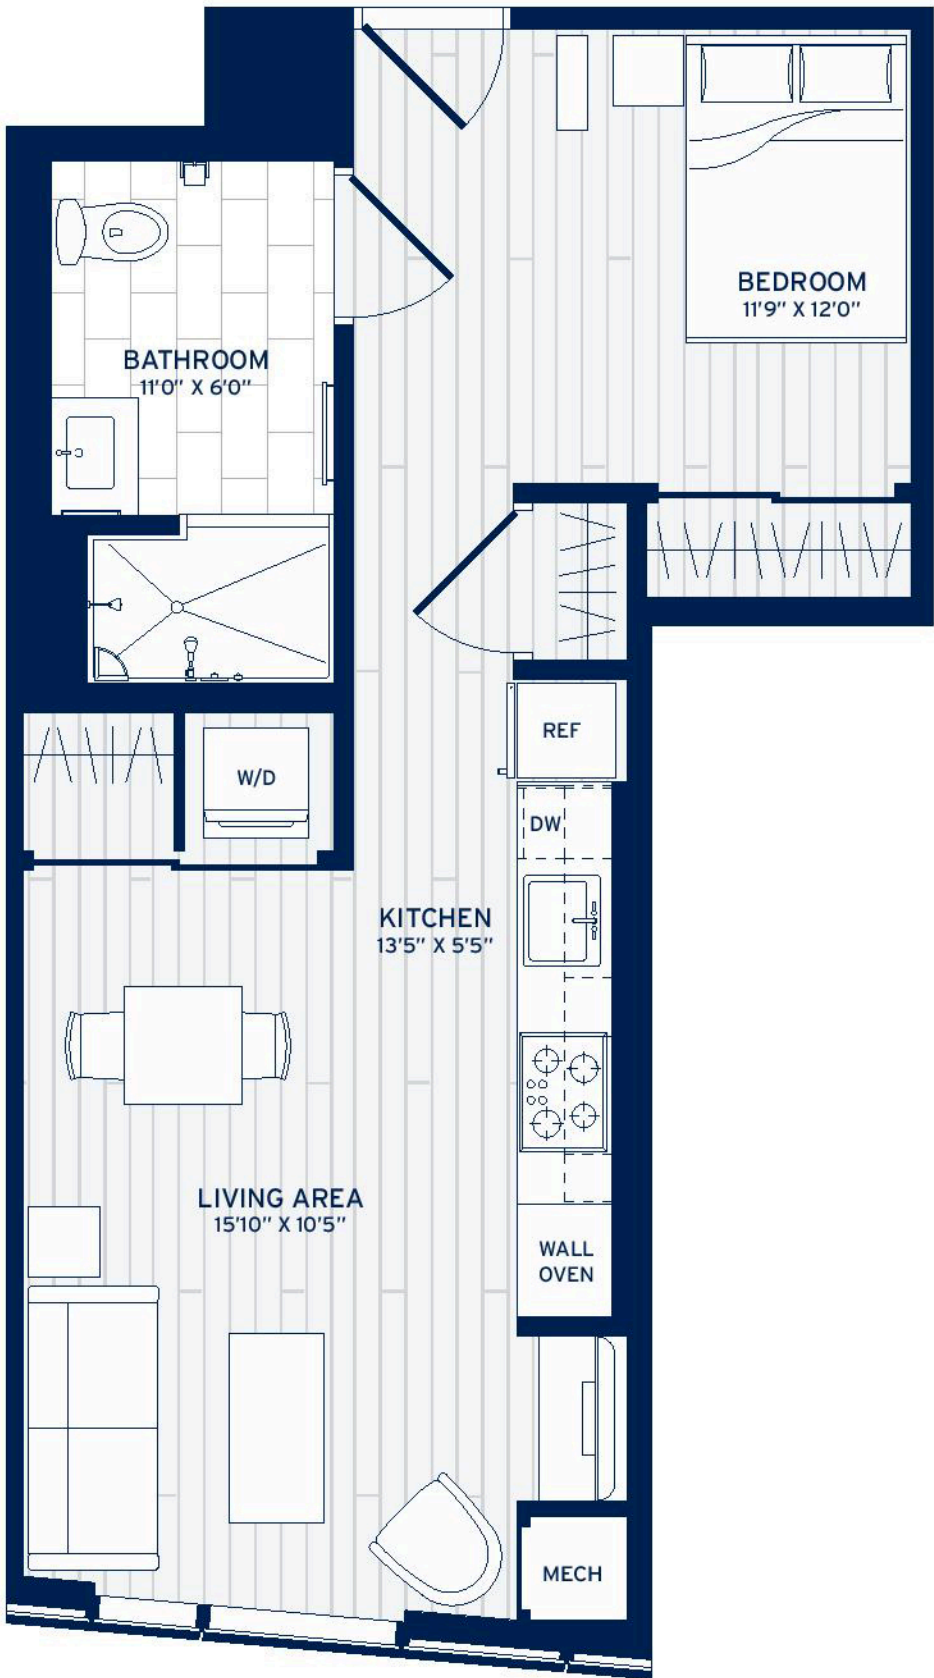 BEDROOM
11'9" X 12'0"
BATHROOM
11'0" X 6'0"
REF
W/D
DW
KITCHEN
13'5" X 5'5"
LIVING AREA
15'10" X 10'5"
WALL
OVEN
MECH